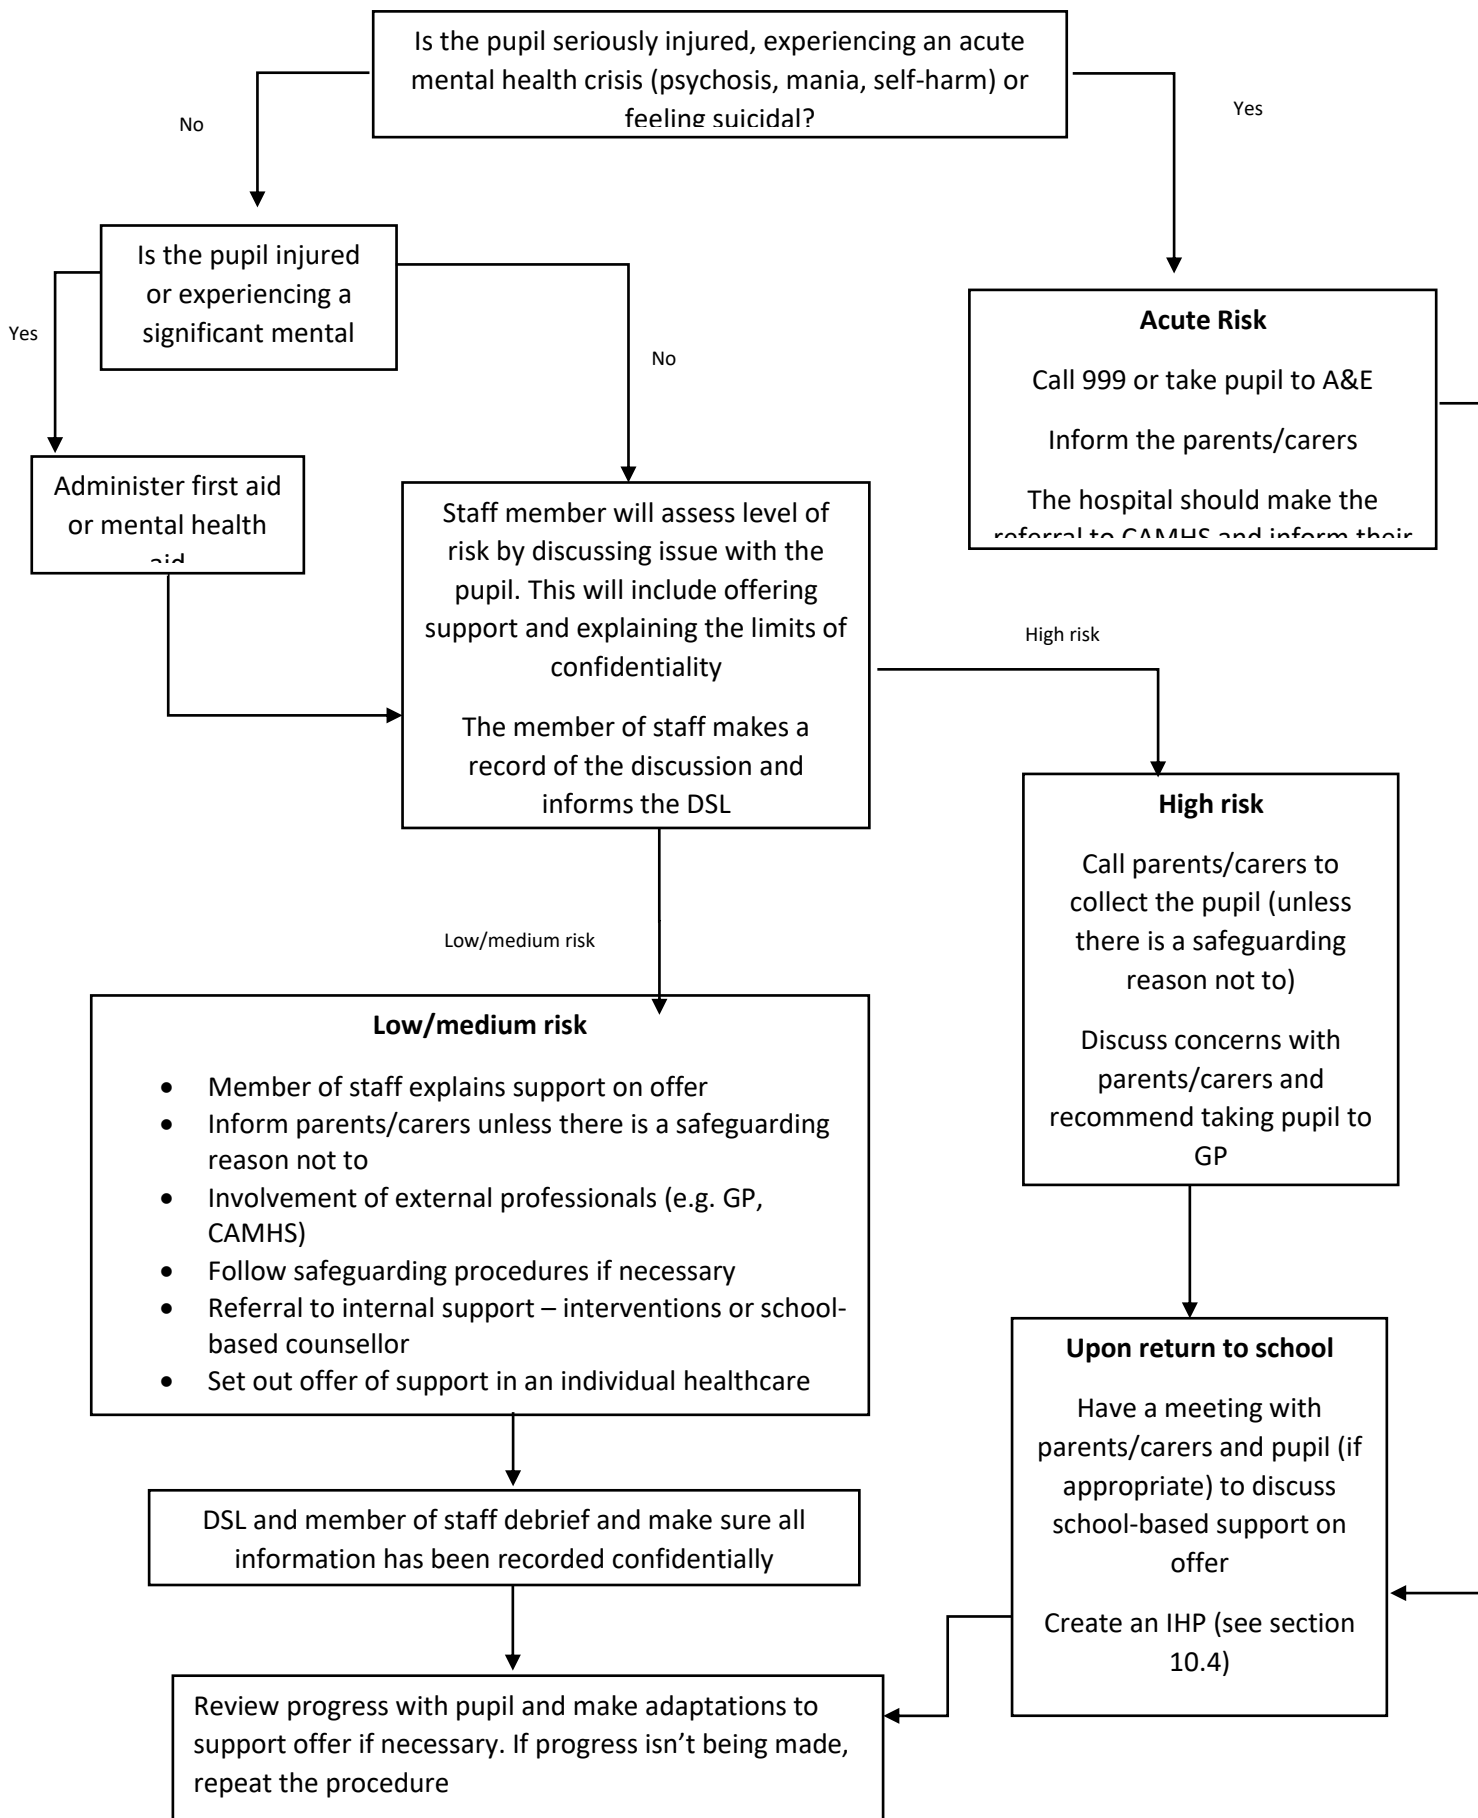 Is the pupil seriously injured, experiencing an acute
mental health crisis (psychosis, mania, self-harm) or
feeling suicidal?
No
Yes
Is the pupil injured
or experiencing a
significant mental
Yes
No
Acute Risk
Call 999 or take pupil to A&E
Inform the parents/carers
The hospital should make the
referral to CAMHS and inform their
Administer first aid
or mental health
aid
Staff member will assess level of
risk by discussing issue with the
pupil. This will include offering
support and explaining the limits of
confidentiality
The member of staff makes a
record of the discussion and
informs the DSL
High risk
High risk
Call parents/carers to
collect the pupil (unless
there is a safeguarding
reason not to)
Discuss concerns with
parents/carers and
recommend taking pupil to
GP
Low/medium risk
Low/medium risk
• Member of staff explains support on offer
• Inform parents/carers unless there is a safeguarding
reason not to
• Involvement of external professionals (e.g. GP,
CAMHS)
• Follow safeguarding procedures if necessary
• Referral to internal support – interventions or school-
based counsellor
• Set out offer of support in an individual healthcare
Upon return to school
Have a meeting with
parents/carers and pupil (if
appropriate) to discuss
school-based support on
offer
Create an IHP (see section
10.4)
DSL and member of staff debrief and make sure all
information has been recorded confidentially
Review progress with pupil and make adaptations to
support offer if necessary. If progress isn't being made,
repeat the procedure